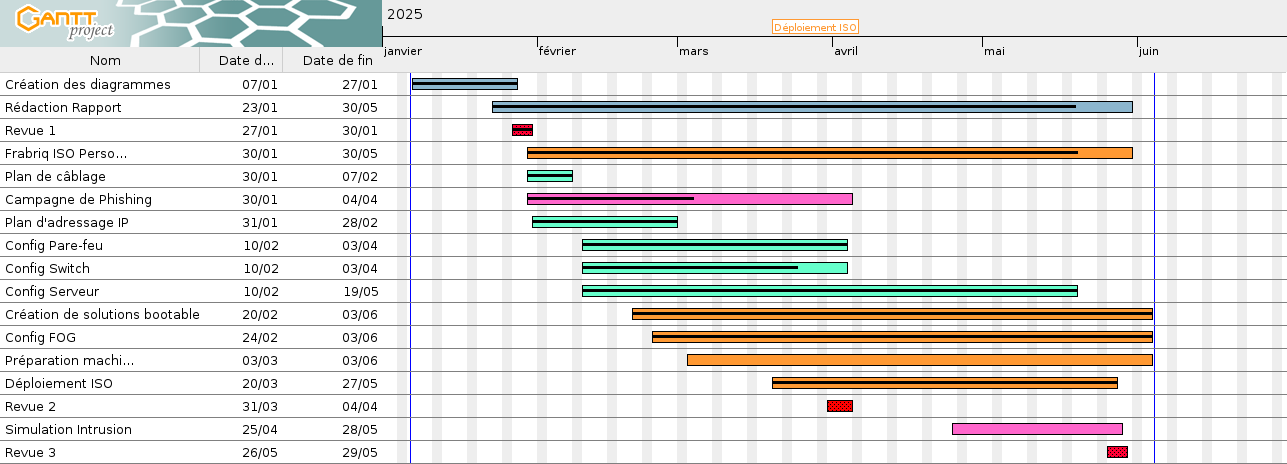 GANTT
project
2025
Déploiement ISO
janvier février mars avril mai juin
Nom Date d... Date de fin
Création des diagrammes 07/01 27/01
Rédaction Rapport 23/01 30/05
Revue 1 27/01 30/01
Frabriq ISO Perso... 30/01 30/05
Plan de câblage 30/01 07/02
Campagne de Phishing 30/01 04/04
Plan d'adressage IP 31/01 28/02
Config Pare-feu 10/02 03/04
Config Switch 10/02 03/04
Config Serveur 10/02 19/05
Création de solutions bootable 20/02 03/06
Config FOG 24/02 03/06
Préparation machi... 03/03 03/06
Déploiement ISO 20/03 27/05
Revue 2 31/03 04/04
Simulation Intrusion 25/04 28/05
Revue 3 26/05 29/05